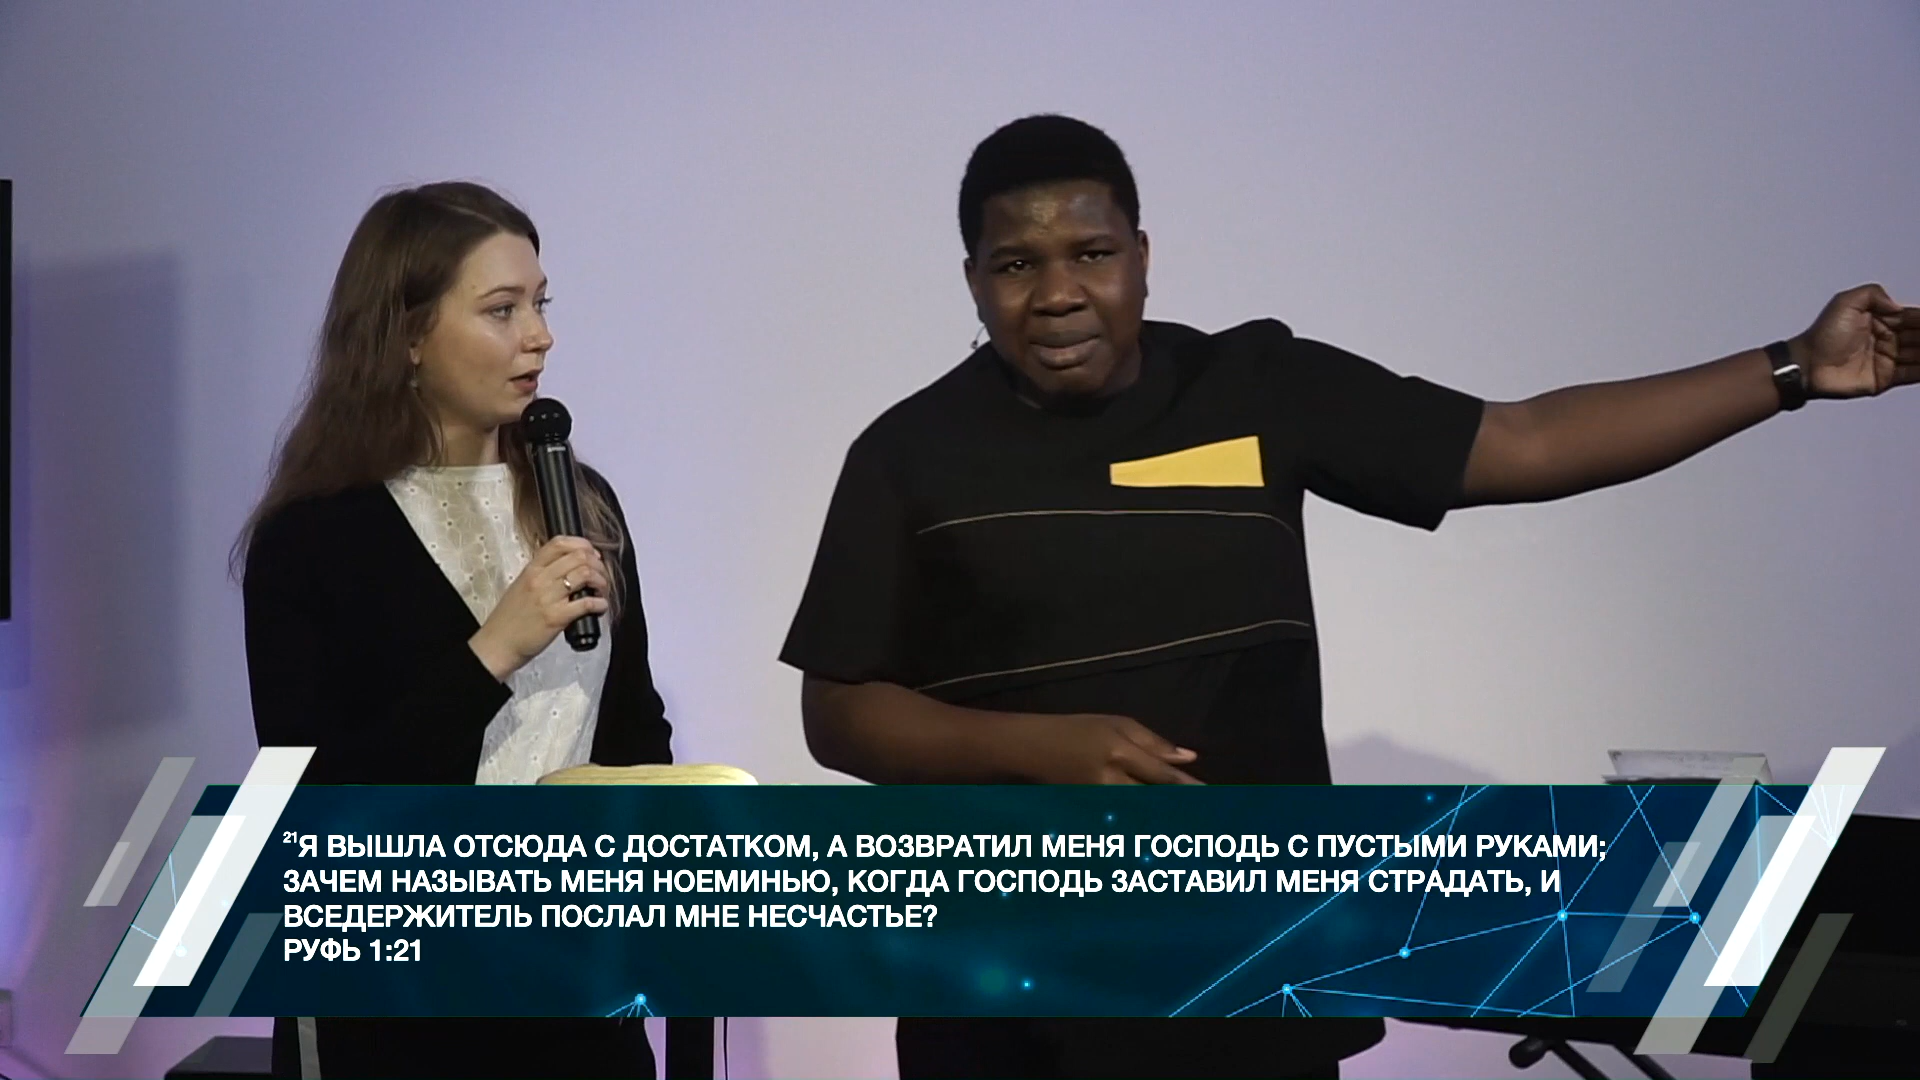 ²¹Я ВЫШЛА ОТСЮДА С ДОСТАТКОМ, А ВОЗВРАТИЛ МЕНЯ ГОСПОДЬ С ПУСТЫМИ РУКАМИ;
ЗАЧЕМ НАЗЫВАТЬ МЕНЯ НОЕМИНЬЮ, КОГДА ГОСПОДЬ ЗАСТАВИЛ МЕНЯ СТРАДАТЬ, И
ВСЕДЕРЖИТЕЛЬ ПОСЛАЛ МНЕ НЕСЧАСТЬЕ?
РУФЬ 1:21